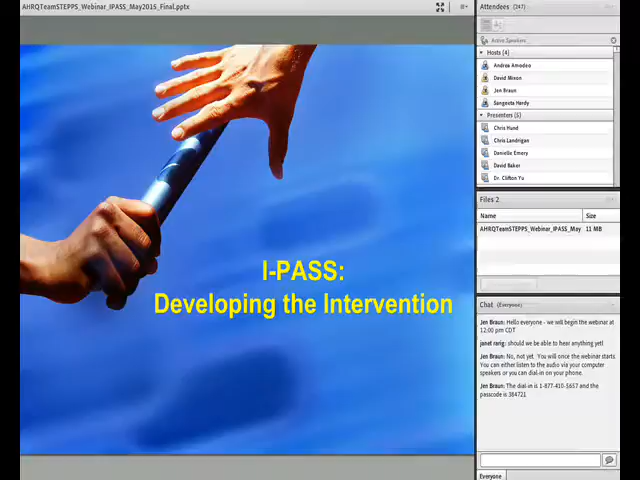 AHRQTeamSTEPPS_Webinar_IPASS_May2015_Final.pptx
I-PASS:
Developing the Intervention
Attendees (247)
Active Speakers
Hosts (4)
Andrea Amodeo
David Mixon
Jen Braun
Sangeeta Hardy
Presenters (5)
Chris Hund
Chris Landrigan
Danielle Emery
David Baker
Dr. Clifton Yu
Files 2
Name Size
AHRQTeamSTEPPS_Webinar_IPASS_May 11 MB
Chat (Everyone)
Jen Braun: Hello everyone - we will begin the webinar at
12:00 pm CDT
janet rarig: should we be able to hear anything yet?
Jen Braun: No, not yet. You will once the webinar starts.
You can either listen to the audio via your computer
speakers or you can dial-in on your phone.
Jen Braun: The dial-in is 1-877-410-5657 and the
passcode is 384721
Everyone